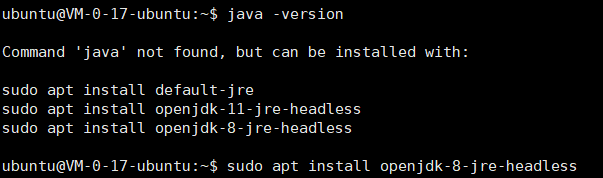 ubuntu@VM-0-17-ubuntu:~$ java -version
Command 'java' not found, but can be installed with:
sudo apt install default-jre
sudo apt install openjdk-11-jre-headless
sudo apt install openjdk-8-jre-headless
ubuntu@VM-0-17-ubuntu:~$ sudo apt install openjdk-8-jre-headless